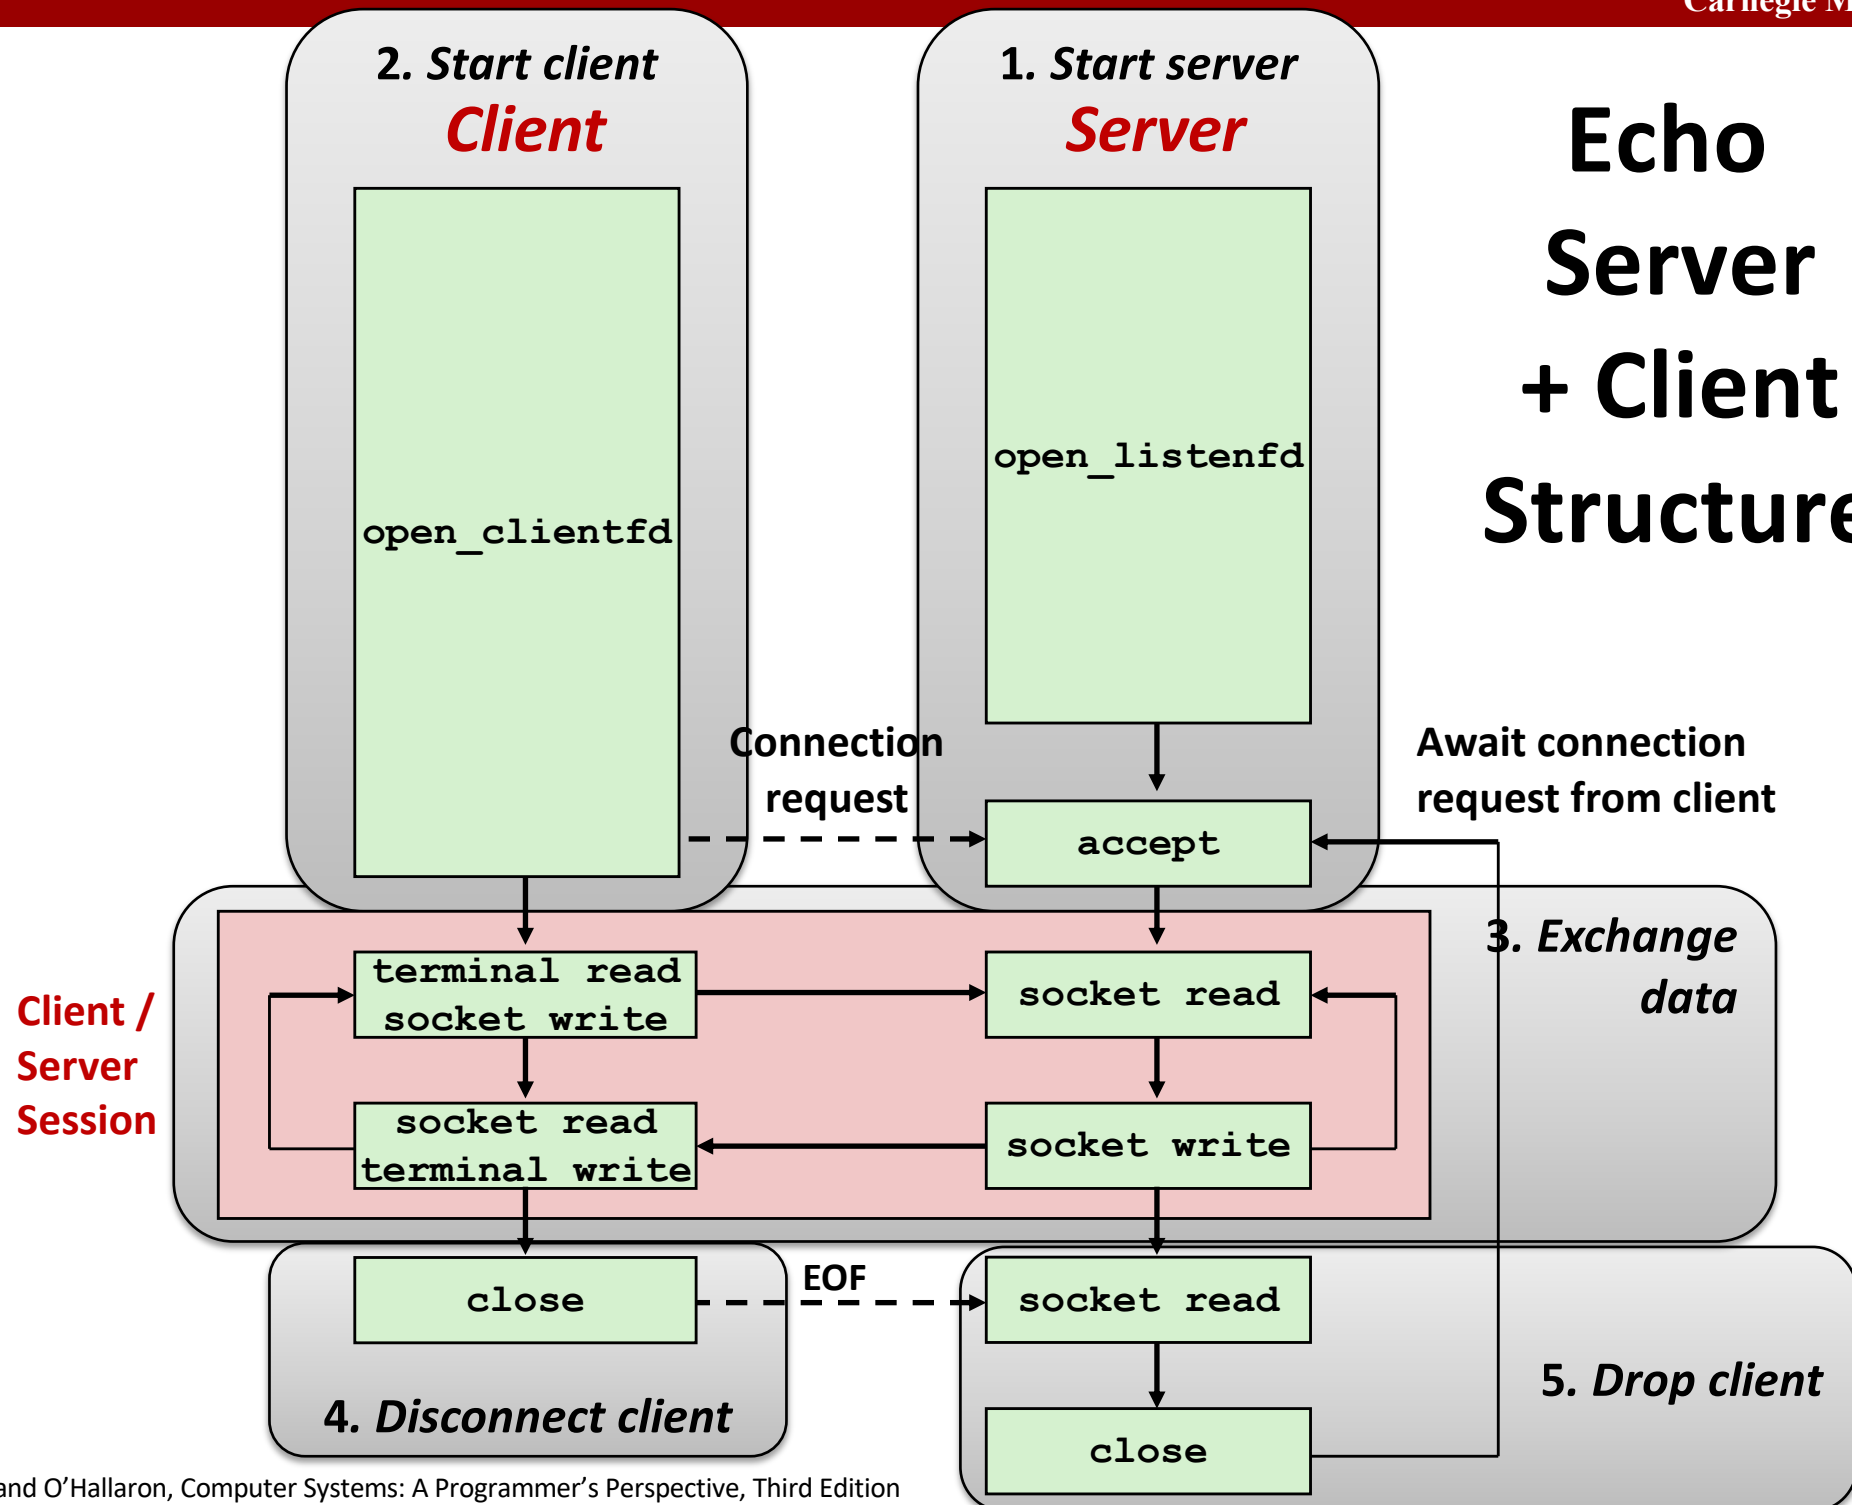 Carnegie M
2. Start client
Client
1. Start server
Server
Echo
Server
+ Client
Structure
open_clientfd
open_listenfd
Connection
request
Await connection
request from client
accept
3. Exchange
data
Client /
Server
Session
terminal read
socket write
socket read
socket read
terminal write
socket write
close
EOF
socket read
4. Disconnect client
5. Drop client
close
and O'Hallaron, Computer Systems: A Programmer's Perspective, Third Edition